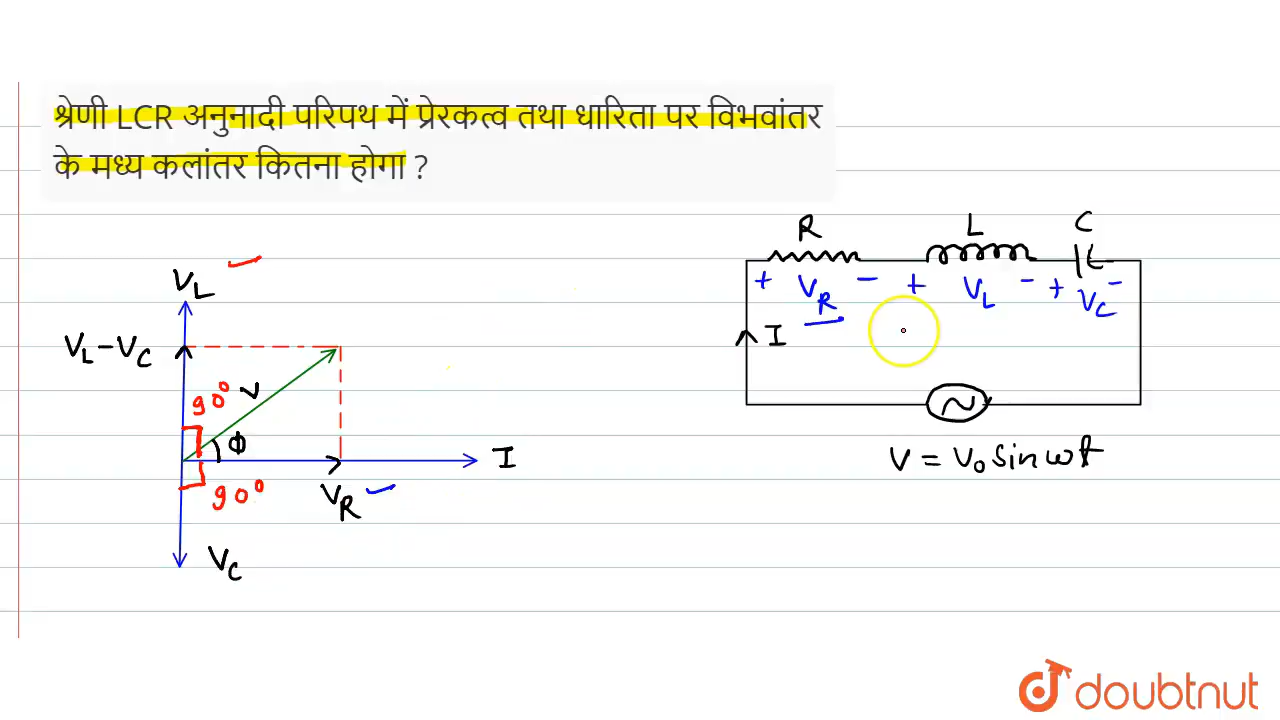 श्रेणी LCR अनुनादी परिपथ में प्रेरकत्व तथा धारिता पर विभवांतर
के मध्य कलांतर कितना होगा ?
R L C
+ V_R - + V_L - + V_C -
I
V = V₀ sin ωt
V_L
V_L - V_C
90° V
Φ
I
90° V_R
V_C
doubtnut